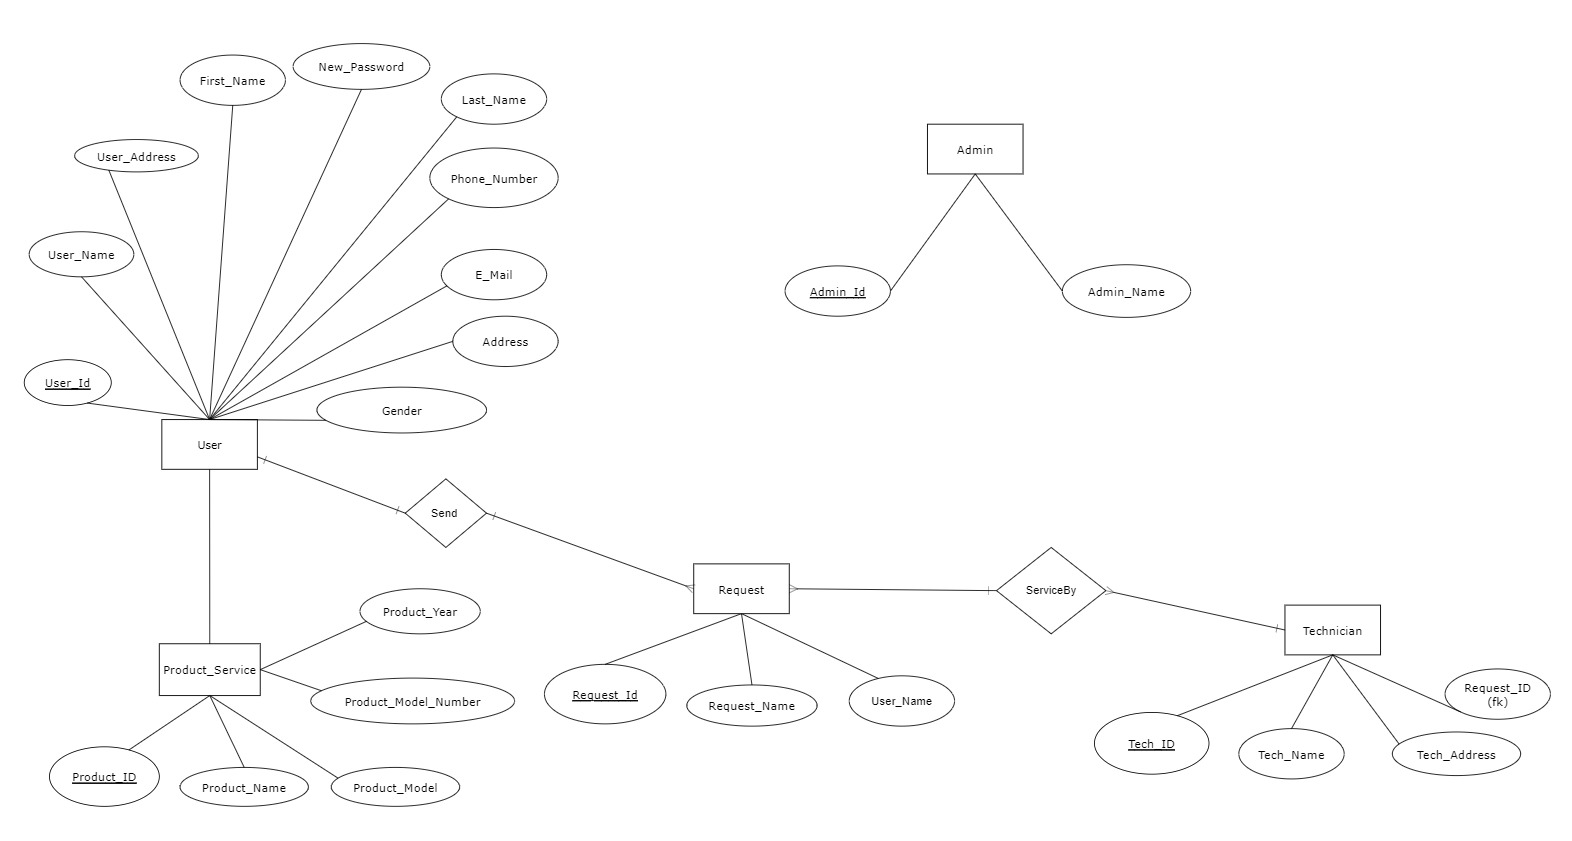 New_Password
First_Name
Last_Name
User_Address
Phone_Number
User_Name
E_Mail
Address
User_Id
Gender
User
Admin
Admin_Id
Admin_Name
Send
Request
ServiceBy
Technician
Product_Service
Product_Year
Product_Model_Number
Product_ID
Product_Name
Product_Model
Request_Id
Request_Name
User_Name
Request_ID
(fk)
Tech_ID
Tech_Name
Tech_Address